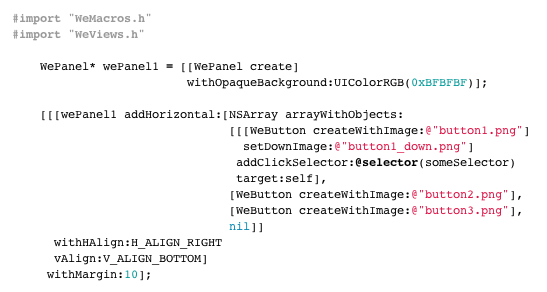 #import "WeMacros.h"
#import "WeViews.h"
WePanel* wePanel1 = [[WePanel create]
withOpaqueBackground:UIColorRGB(0xBFBFBF)];
[[[wePanel1 addHorizontal:[NSArray arrayWithObjects:
[[[WeButton createWithImage:@"button1.png"]
setDownImage:@"button1_down.png"]
addClickSelector:@selector(someSelector)
target:self],
[WeButton createWithImage:@"button2.png"],
[WeButton createWithImage:@"button3.png"],
nil]]
withHAlign:H_ALIGN_RIGHT
vAlign:V_ALIGN_BOTTOM]
withMargin:10];